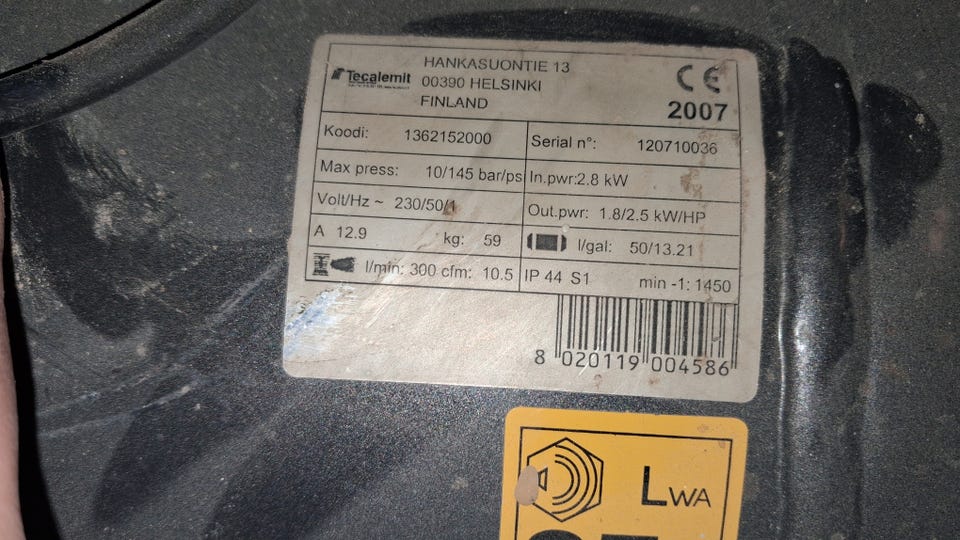 Tecalemit
HANKASUONTIE 13
00390 HELSINKI
FINLAND
CE
2007
Koodi: 1362152000
Serial n°: 120710036
Max press: 10/145 bar/ps
In.pwr:2.8 kW
Volt/Hz ~ 230/50/1
Out.pwr: 1.8/2.5 kW/HP
A 12.9 kg: 59
l/gal: 50/13.21
l/min: 300 cfm: 10.5
IP 44 S1 min -1: 1450
8 020119 004586
LWA